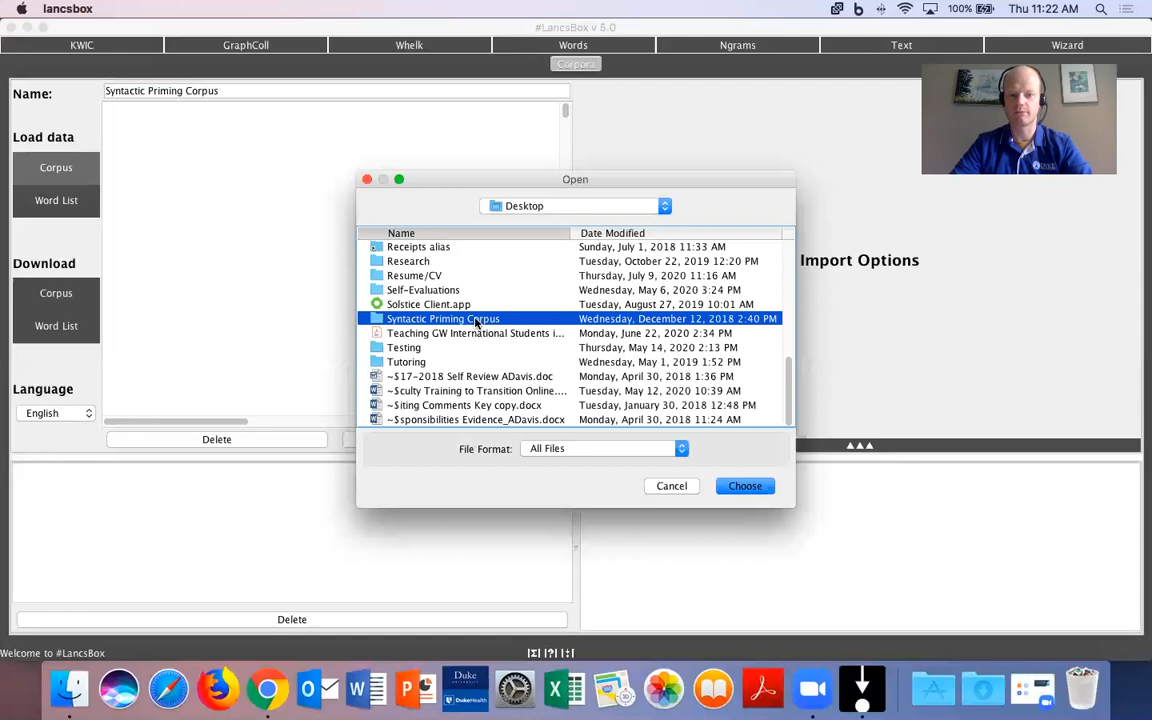 lancsbox
100%
Thu 11:22 AM
#LancsBox v 5.0
KWIC
GraphColl
Whelk
Words
Ngrams
Text
Wizard
Corpora
Name:
Syntactic Priming Corpus
Load data
Corpus
Word List
Download
Corpus
Word List
Language
English
Delete
Open
Desktop
Name
Date Modified
Receipts alias
Sunday, July 1, 2018 11:33 AM
Research
Tuesday, October 22, 2019 12:20 PM
Resume/CV
Thursday, July 9, 2020 11:16 AM
Self-Evaluations
Wednesday, May 6, 2020 3:24 PM
Solstice Client.app
Tuesday, August 27, 2019 10:01 AM
Syntactic Priming Corpus
Wednesday, December 12, 2018 2:40 PM
Teaching GW International Students i...
Monday, June 22, 2020 2:34 PM
Testing
Thursday, May 14, 2020 2:13 PM
Tutoring
Wednesday, May 1, 2019 1:52 PM
~$17-2018 Self Review ADavis.doc
Monday, April 30, 2018 1:36 PM
~$culty Training to Transition Online....
Tuesday, May 12, 2020 10:39 AM
~$iting Comments Key copy.docx
Tuesday, January 30, 2018 12:48 PM
~$sponsibilities Evidence_ADavis.docx
Monday, April 30, 2018 11:24 AM
File Format:
All Files
Cancel
Choose
Import Options
Delete
Welcome to #LancsBox
Duke
DukeHealth